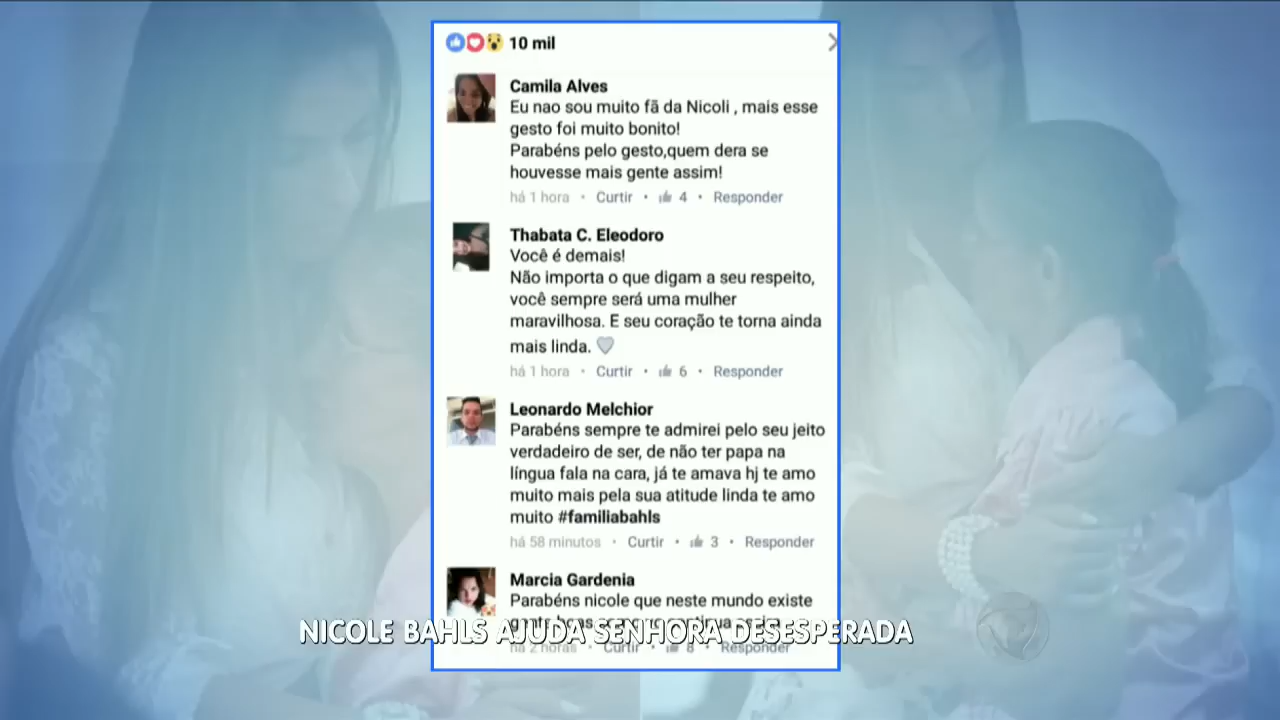 10 mil
Camila Alves
Eu nao sou muito fã da Nicoli , mais esse
gesto foi muito bonito!
Parabéns pelo gesto,quem dera se
houvesse mais gente assim!
há 1 hora • Curtir • 4 • Responder
Thabata C. Eleodoro
Você é demais!
Não importa o que digam a seu respeito,
você sempre será uma mulher
maravilhosa. E seu coração te torna ainda
mais linda.
há 1 hora • Curtir • 6 • Responder
Leonardo Melchior
Parabéns sempre te admirei pelo seu jeito
verdadeiro de ser, de não ter papa na
língua fala na cara, já te amava hj te amo
muito mais pela sua atitude linda te amo
muito #familiabahls
há 58 minutos • Curtir • 3 • Responder
Marcia Gardenia
Parabéns nicole que neste mundo existe
NICOLE BAHLS AJUDA SENHORA DESESPERADA
há 2 horas • Curtir • 8 • Responder